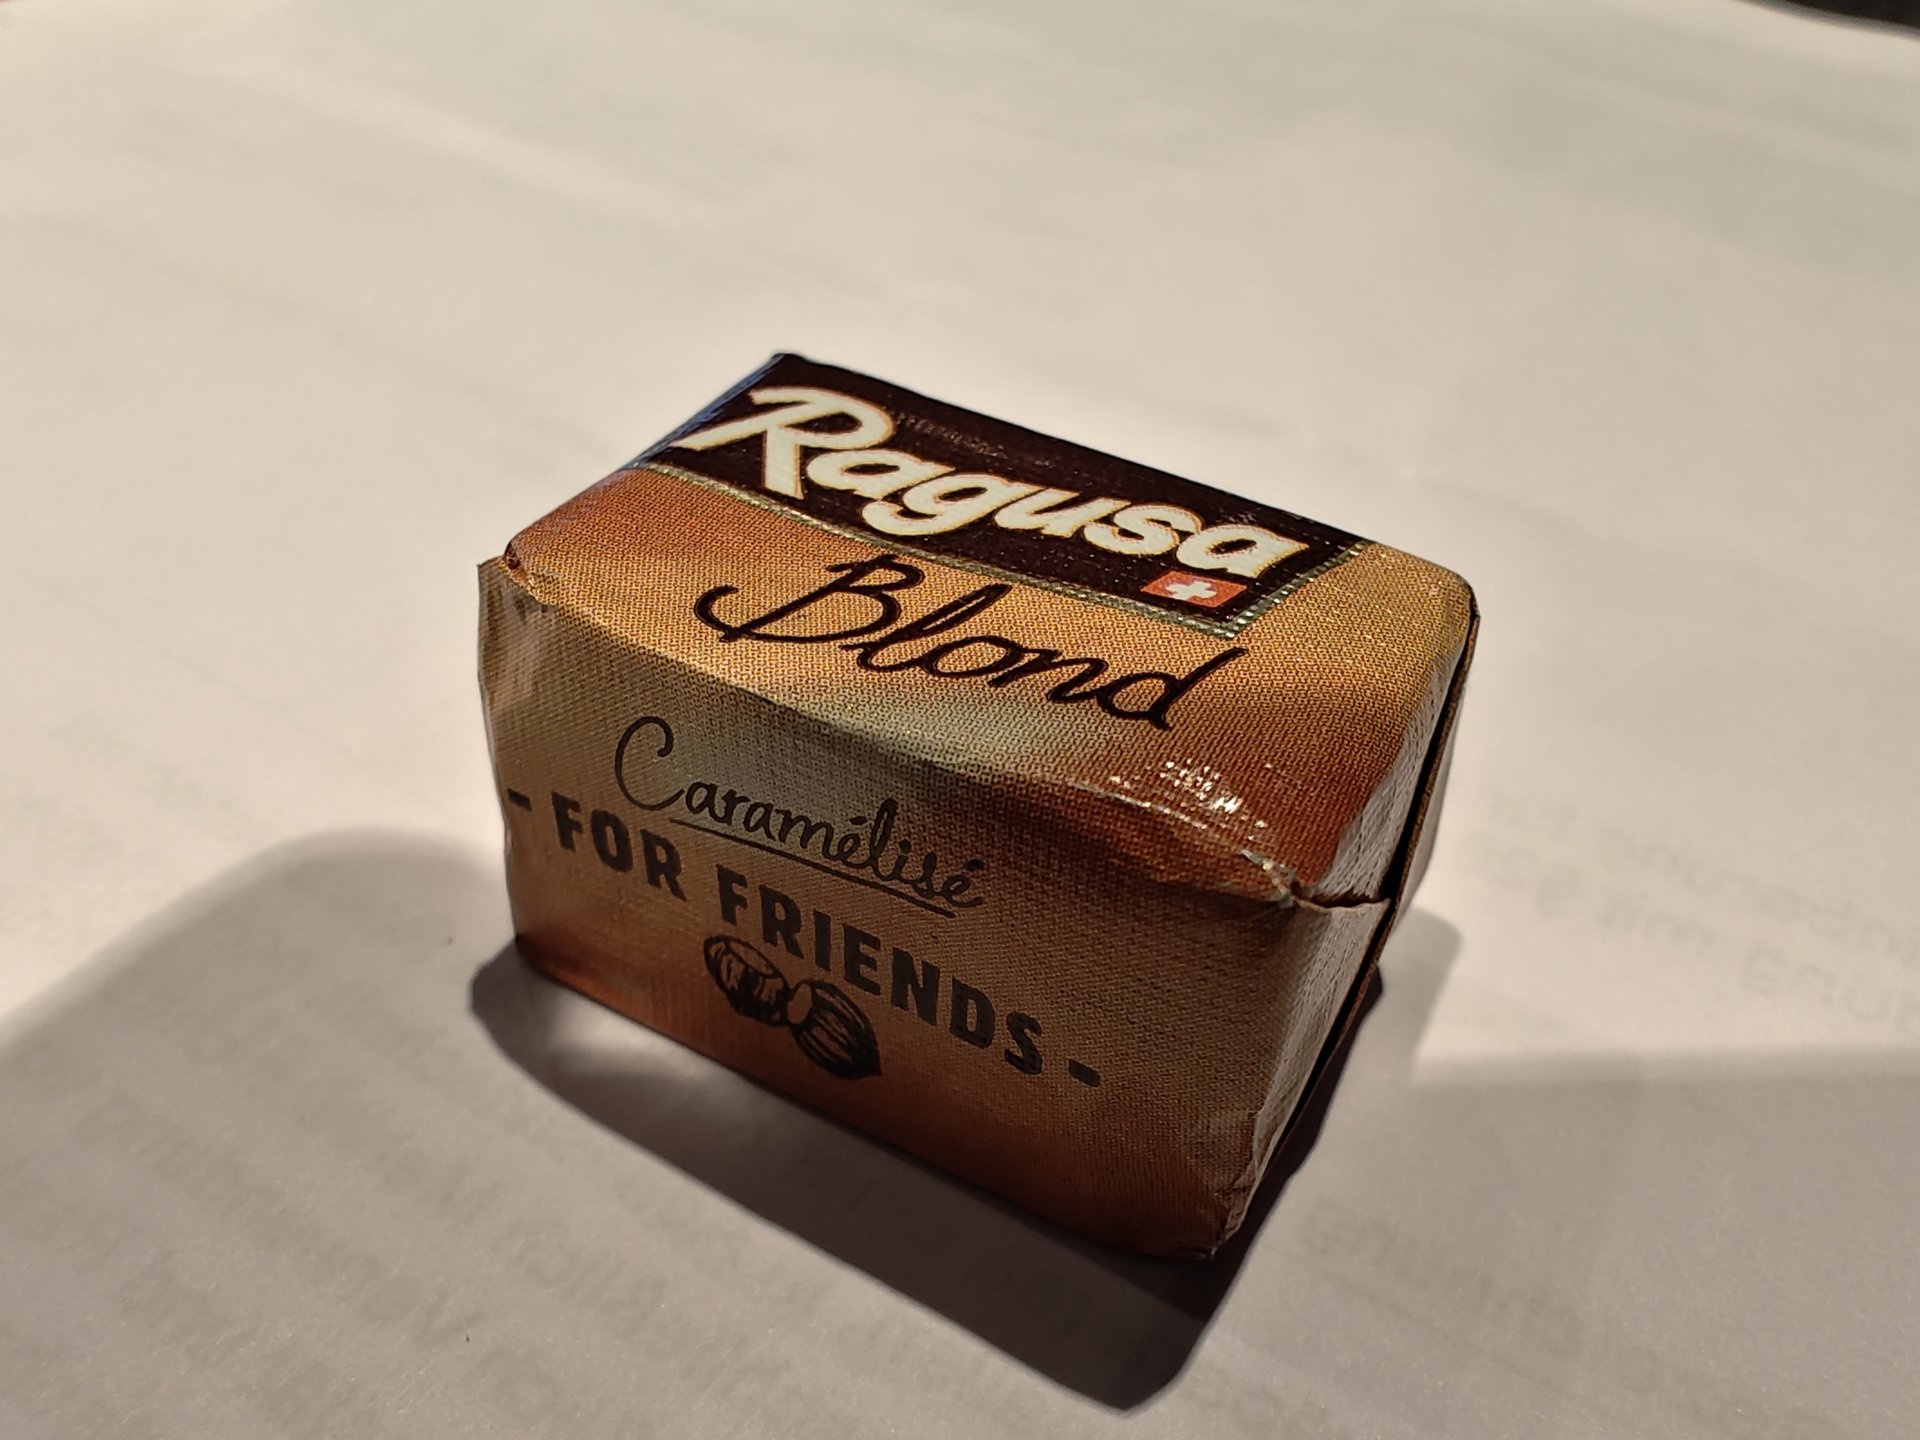 Ragusa
Blond
Caramélisé
- FOR FRIENDS -